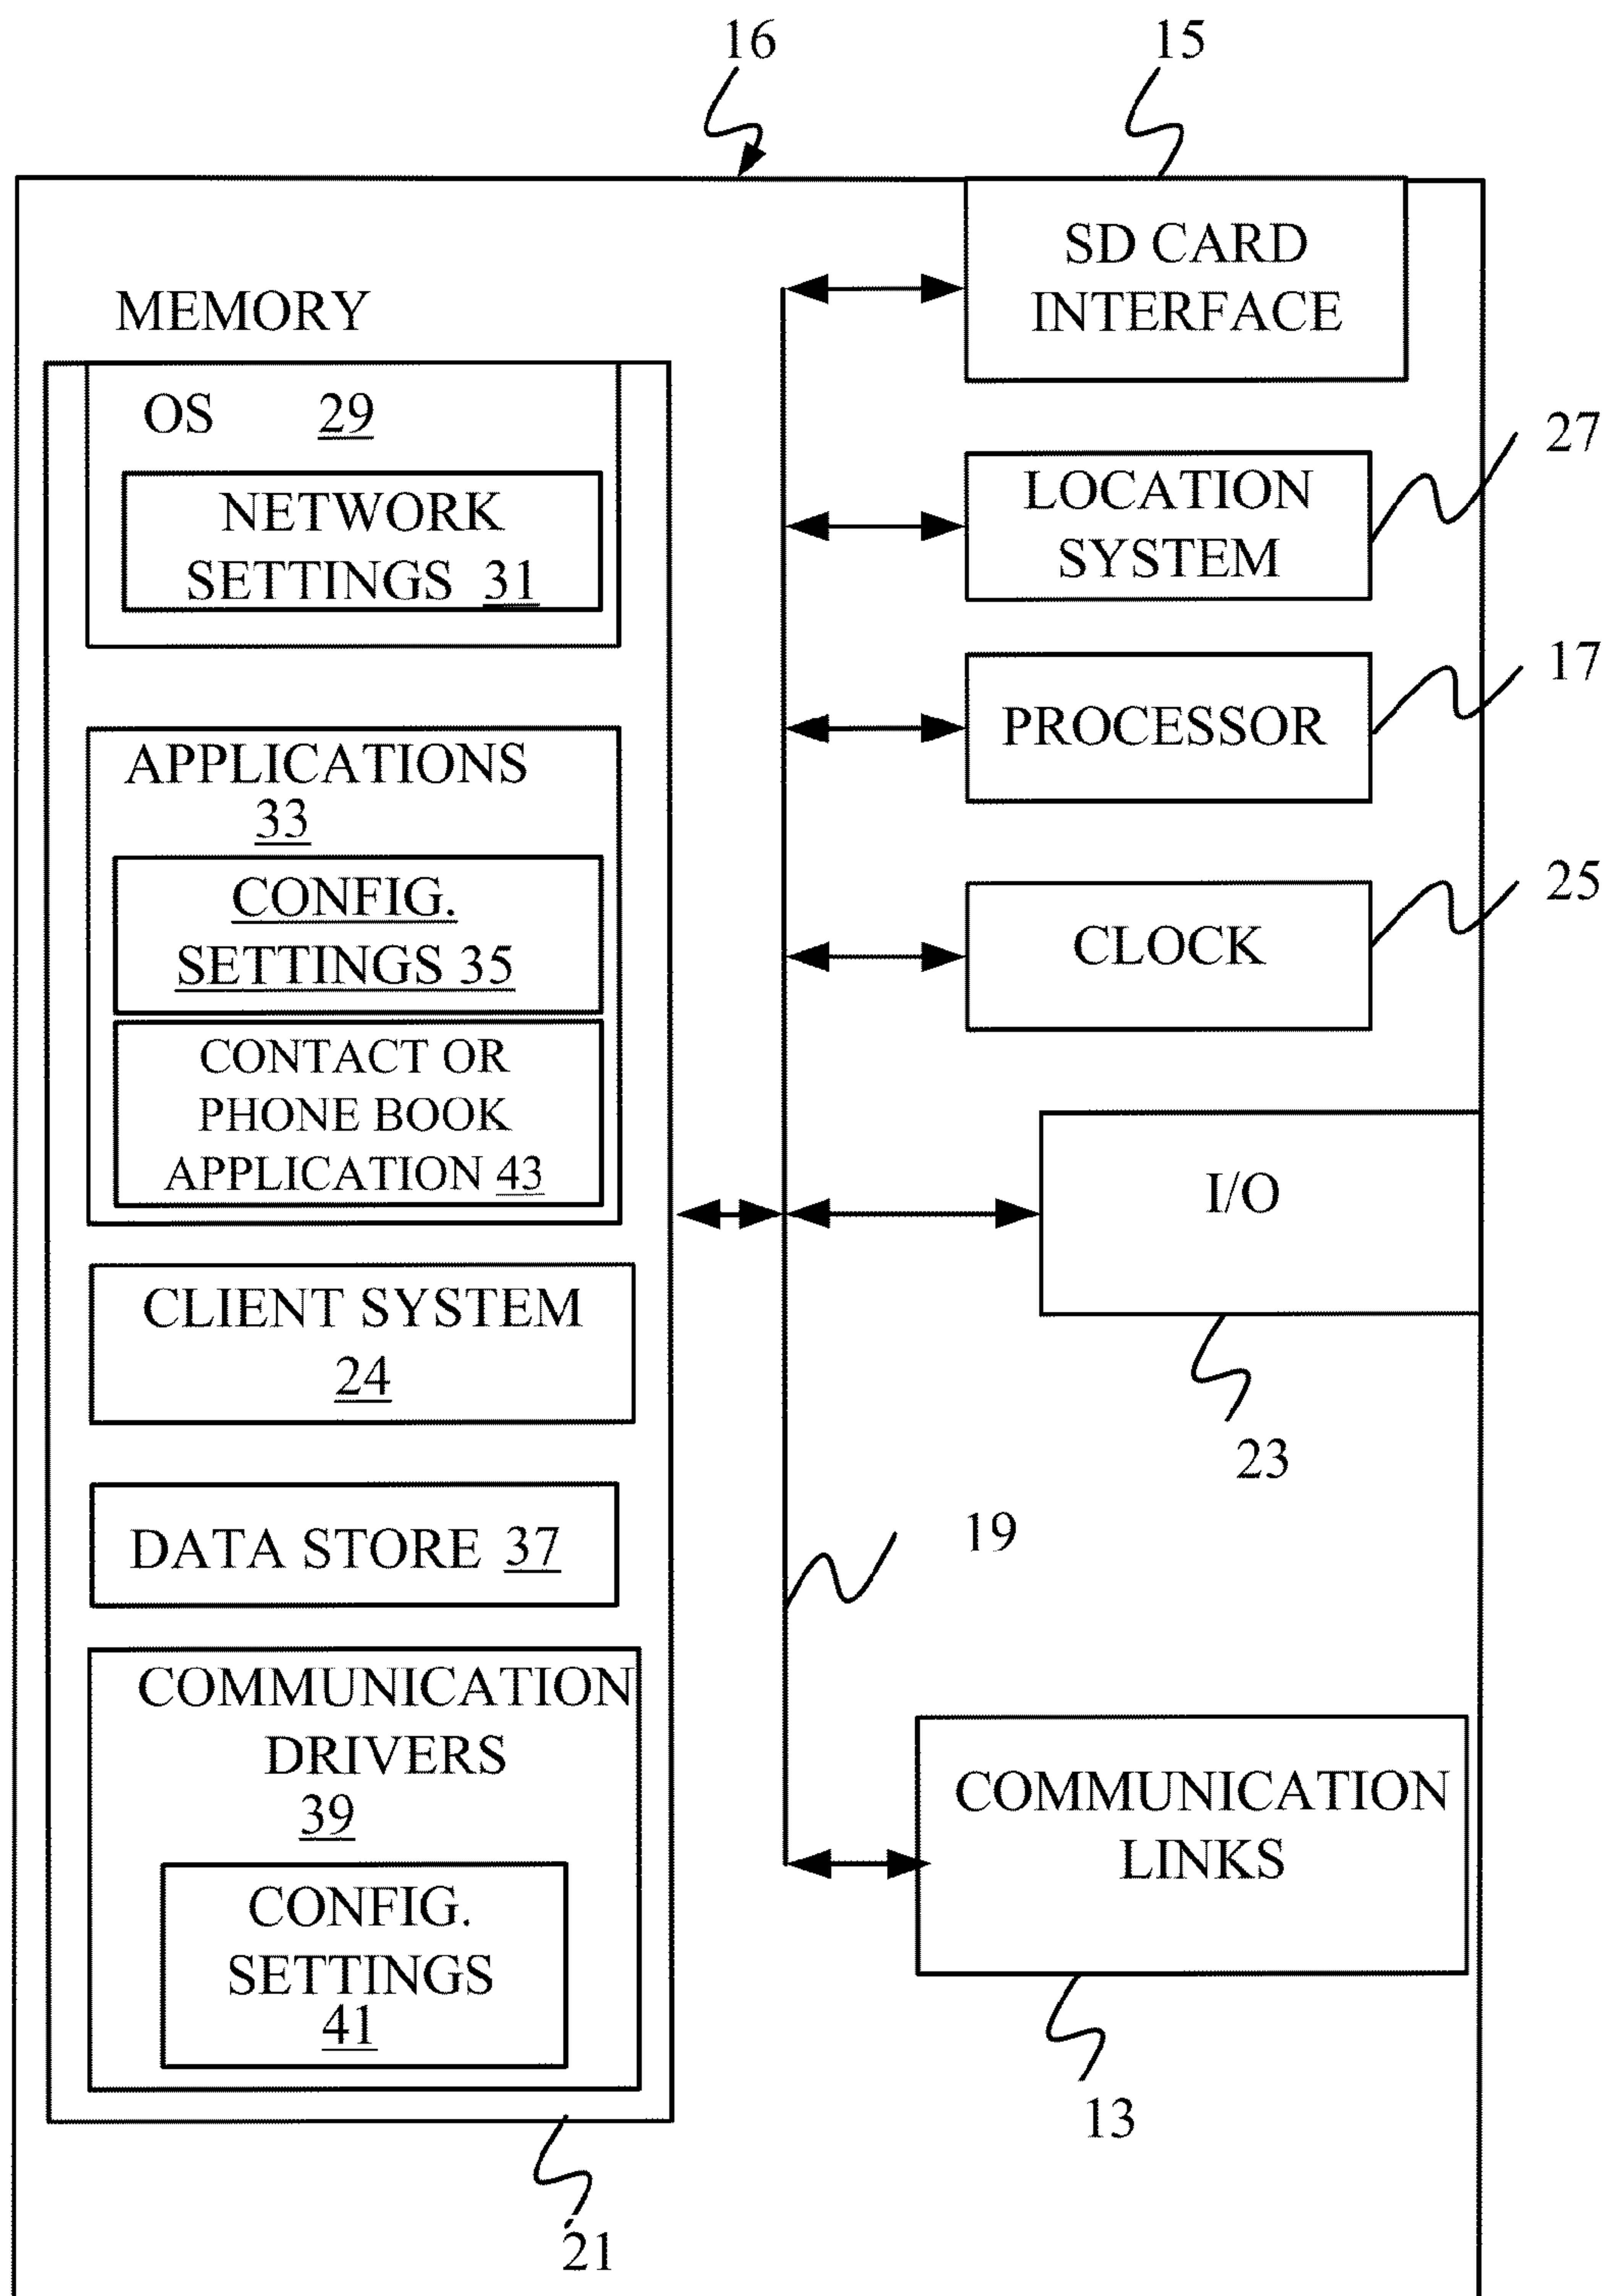 16
15
SD CARD
INTERFACE
MEMORY
OS 29
27
NETWORK
SETTINGS 31
LOCATION
SYSTEM
17
PROCESSOR
APPLICATIONS
33
CONFIG.
SETTINGS 35
25
CLOCK
CONTACT OR
PHONE BOOK
APPLICATION 43
I/O
CLIENT SYSTEM
24
23
DATA STORE 37
19
COMMUNICATION
DRIVERS
39
COMMUNICATION
LINKS
CONFIG.
SETTINGS
41
13
21